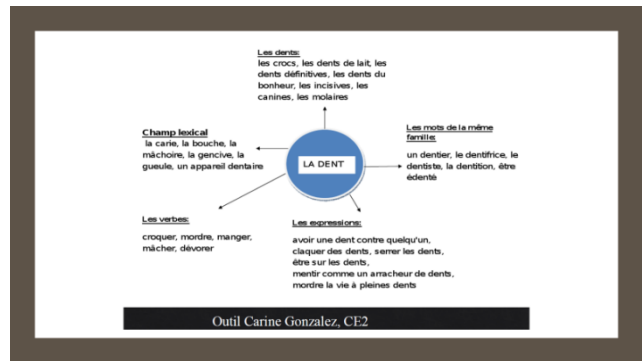 Les dents:
les crocs, les dents de lait, les
dents définitives, les dents du
bonheur, les incisives, les
canines, les molaires
Champ lexical
la carie, la bouche, la
mâchoire, la gencive, la
gueule, un appareil dentaire
LA DENT
Les mots de la même
famille:
un dentier, le dentifrice, le
dentiste, la dentition, être
édenté
Les verbes:
croquer, mordre, manger,
mâcher, dévorer
Les expressions:
avoir une dent contre quelqu'un,
claquer des dents, serrer les dents,
être sur les dents,
mentir comme un arracheur de dents,
mordre la vie à pleines dents
Outil Carine Gonzalez, CE2